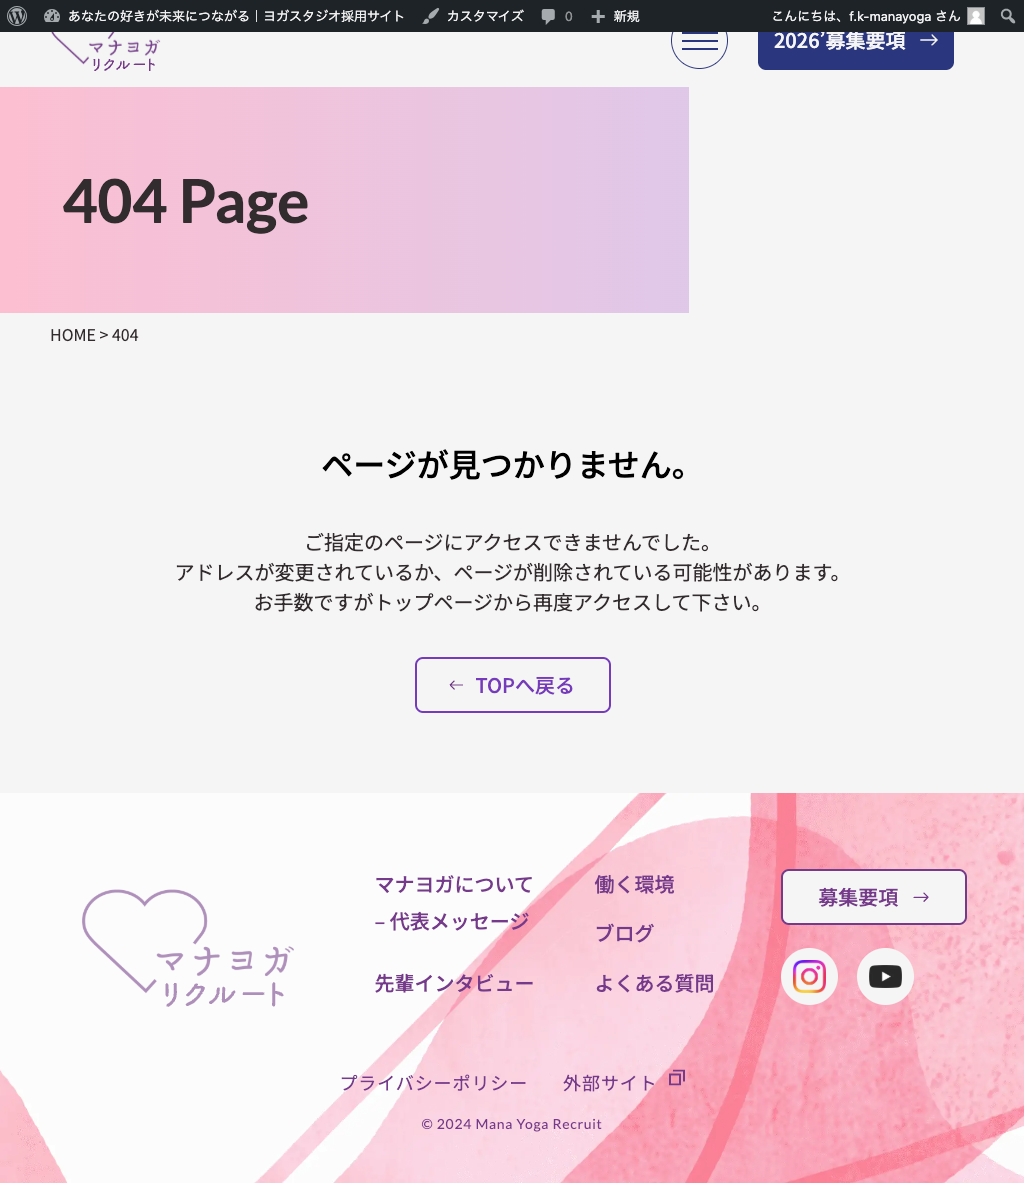 あなたの好きが未来につながる｜ヨガスタジオ採用サイト カスタマイズ 0 新規 こんにちは、f.k-manayoga さん
マナヨガ
リクルート
2026’募集要項
404 Page
HOME > 404
ページが見つかりません。
ご指定のページにアクセスできませんでした。
アドレスが変更されているか、ページが削除されている可能性があります。
お手数ですがトップページから再度アクセスして下さい。
← TOPへ戻る
マナヨガ
リクルート
マナヨガについて
– 代表メッセージ
先輩インタビュー
働く環境
ブログ
よくある質問
募集要項 →
プライバシーポリシー 外部サイト
© 2024 Mana Yoga Recruit